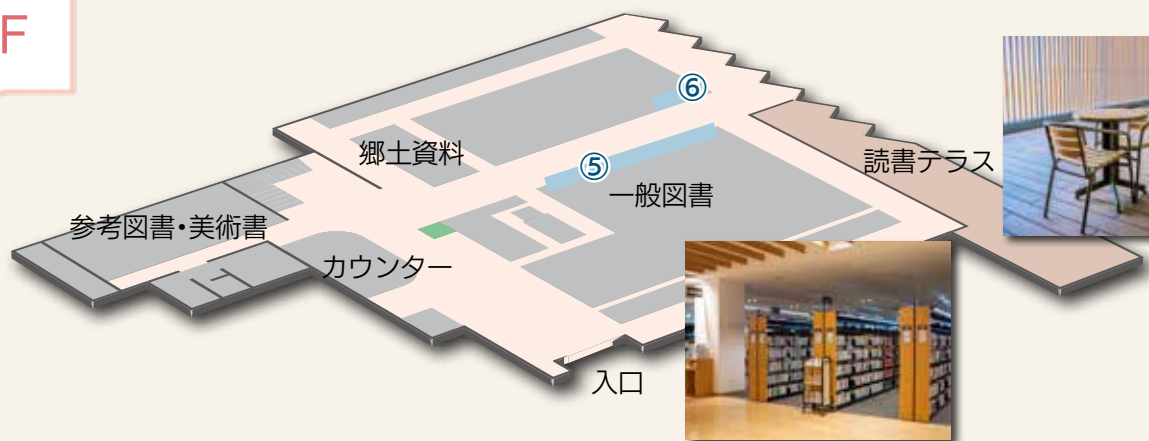 F
⑥
郷土資料
読書テラス
⑤
一般図書
参考図書・美術書
カウンター
入口